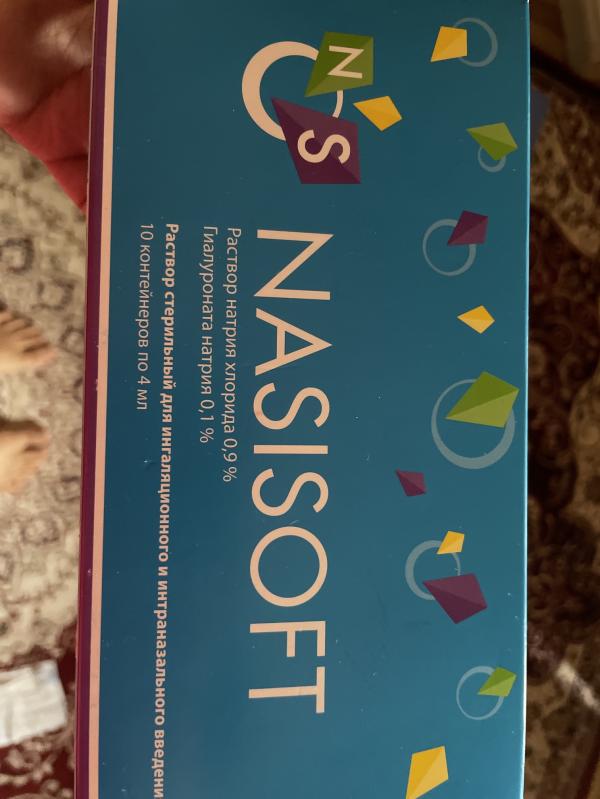 N
S
NASISOFT
Раствор натрия хлорида 0,9 %
Гиалуроната натрия 0,1 %
Раствор стерильный для ингаляционного и интраназального введени
10 контейнеров по 4 мл